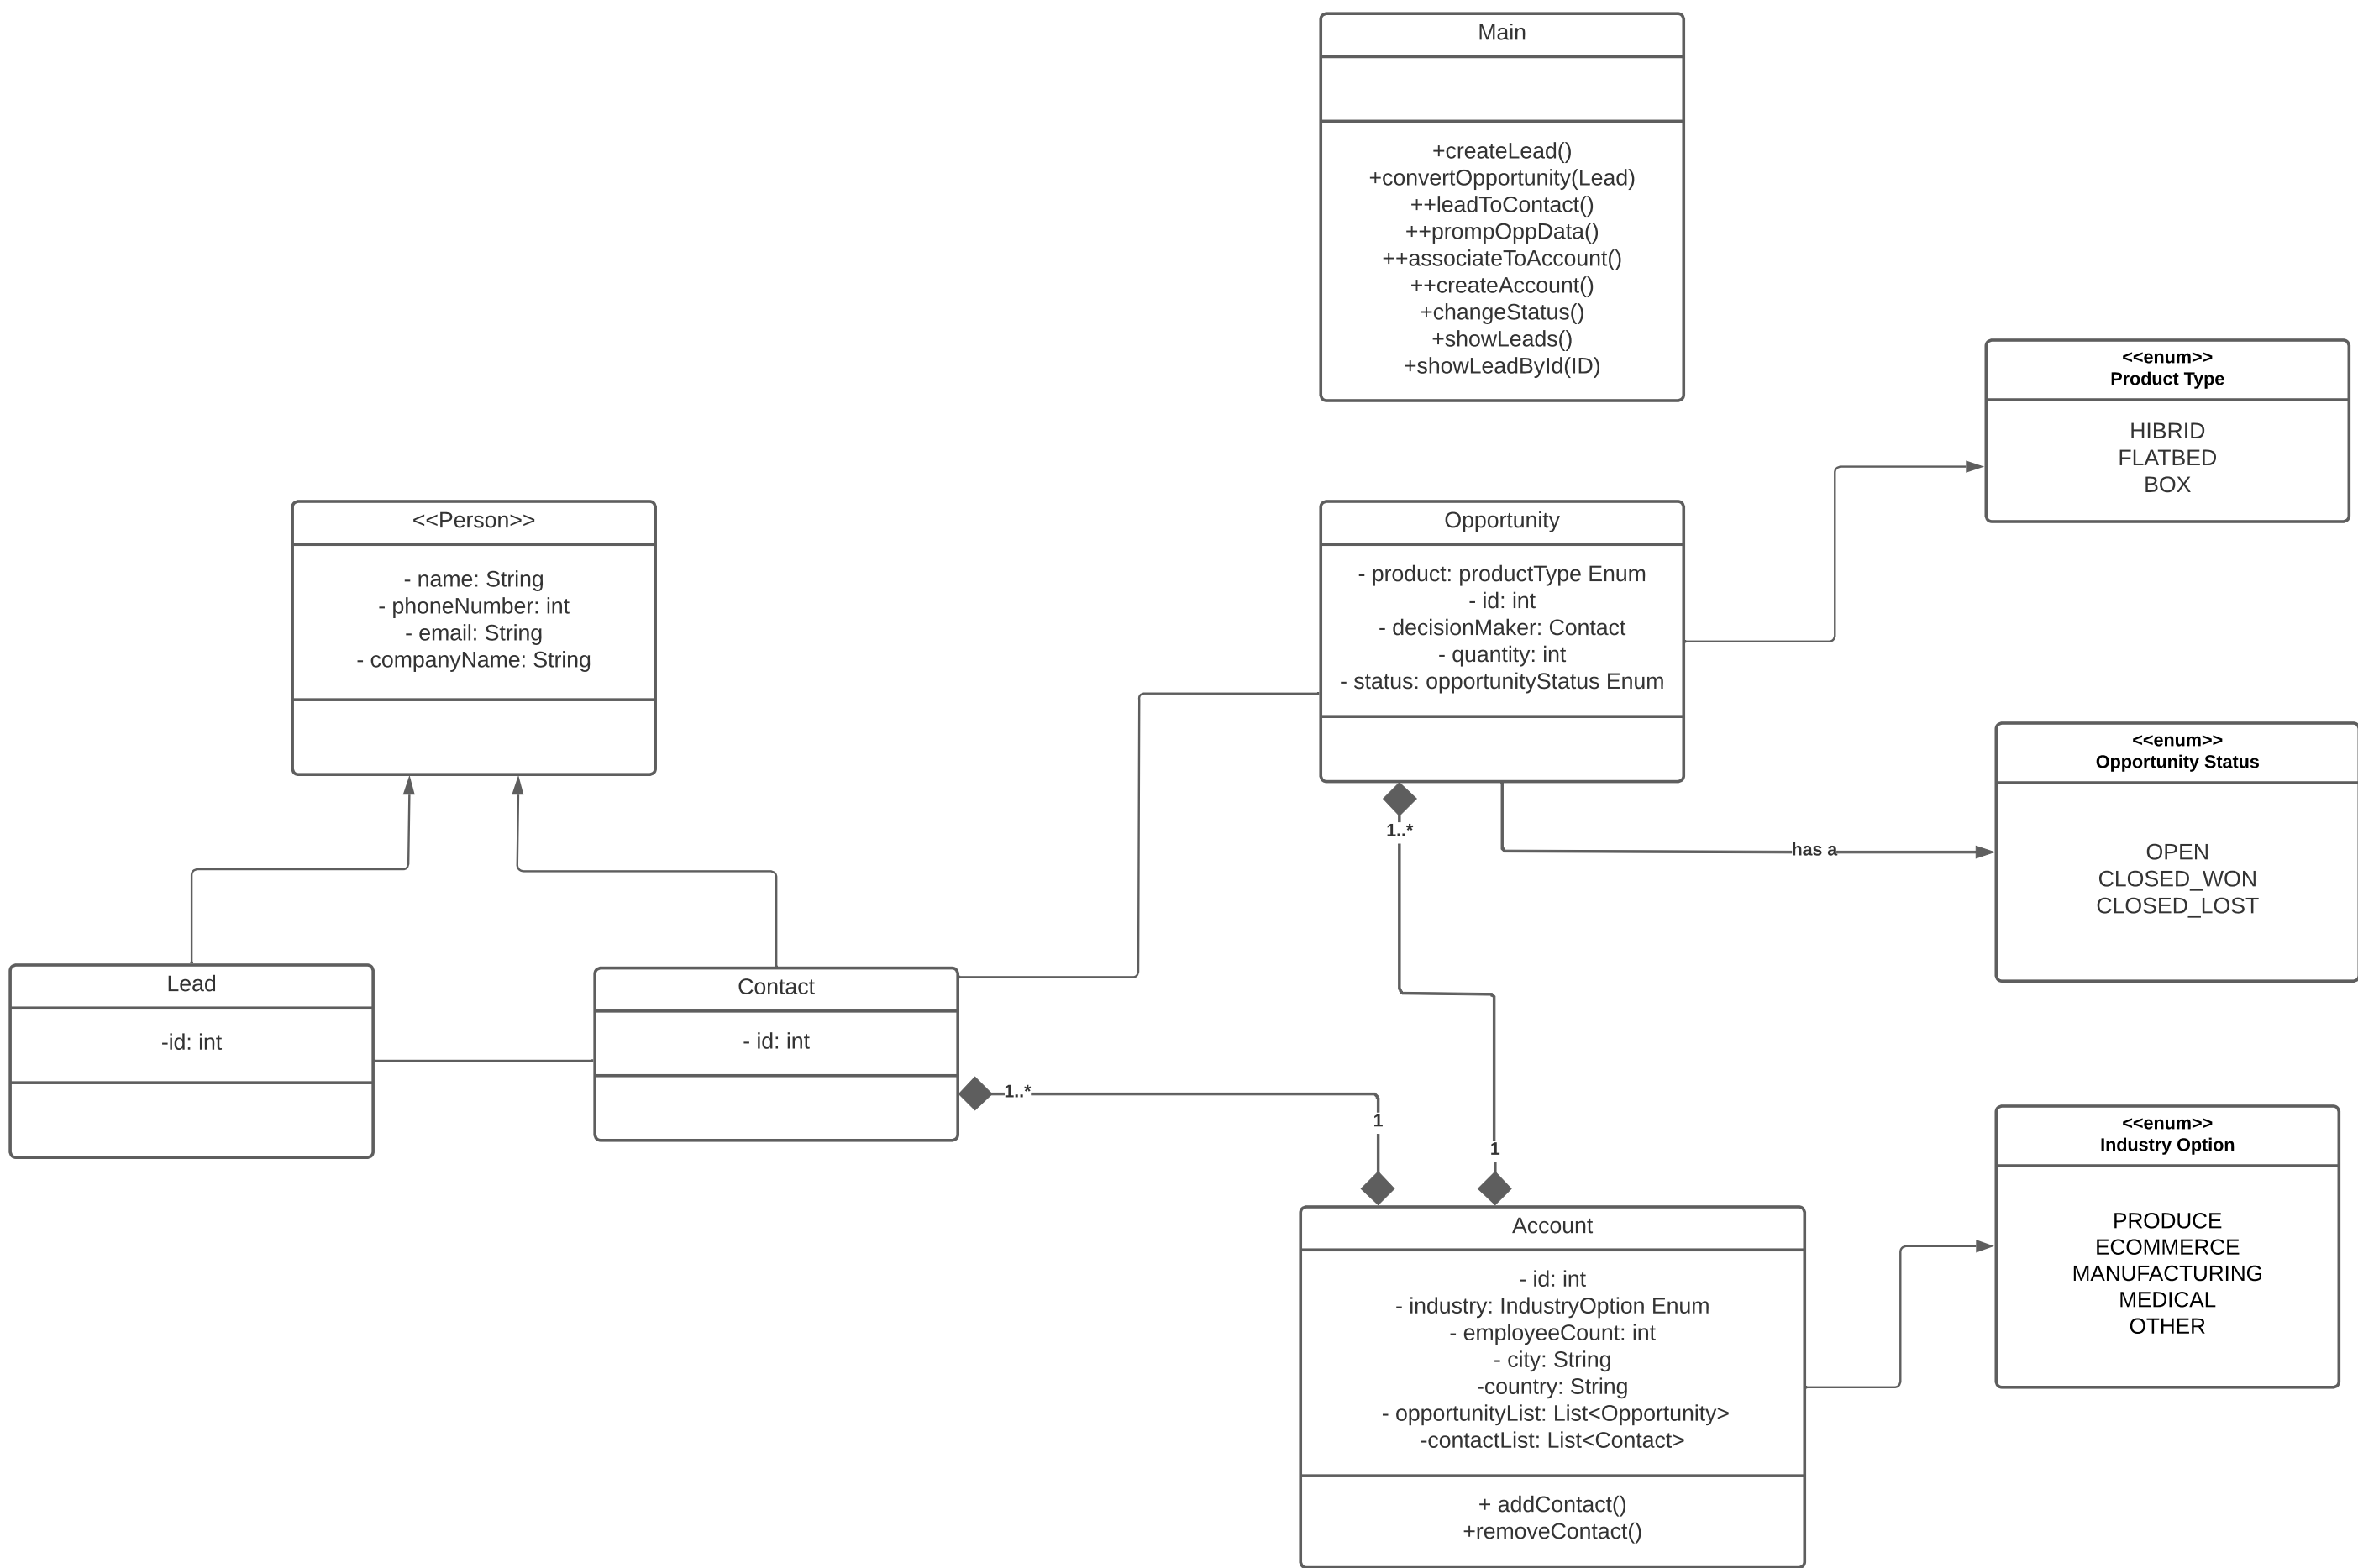 Main
+createLead()
+convertOpportunity(Lead)
++leadToContact()
++prompOppData()
++associateToAccount()
++createAccount()
+changeStatus()
+showLeads()
+showLeadById(ID)
<<enum>>
Product Type
HIBRID
FLATBED
BOX
<<Person>>
- name: String
- phoneNumber: int
- email: String
- companyName: String
Opportunity
- product: productType Enum
- id: int
- decisionMaker: Contact
- quantity: int
- status: opportunityStatus Enum
<<enum>>
Opportunity Status
OPEN
CLOSED_WON
CLOSED_LOST
1..*
has a
Lead
-id: int
Contact
- id: int
1..*
1
1
<<enum>>
Industry Option
PRODUCE
ECOMMERCE
MANUFACTURING
MEDICAL
OTHER
Account
- id: int
- industry: IndustryOption Enum
- employeeCount: int
- city: String
-country: String
- opportunityList: List<Opportunity>
-contactList: List<Contact>
+ addContact()
+removeContact()